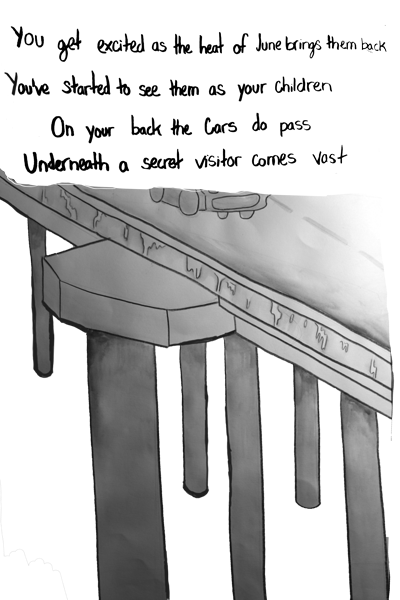 You get excited as the heat of June brings them back
You've started to see them as your children
On your back the Cars do pass
Underneath a secret visitor comes vast